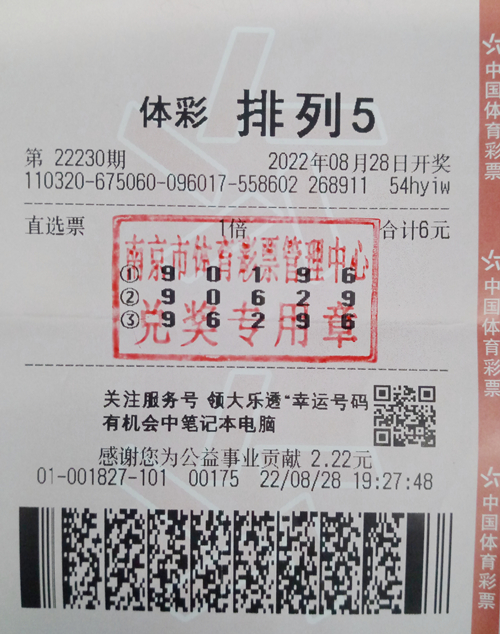 体彩 排列5
第 22230期 2022年08月28日开奖
110320-675060-096017-558602 268911 54hyiw
直选票 1倍 合计6元
南京市体育彩票管理中心
① 9 0 1 9 6
② 9 0 6 2 9
③ 9 6 2 9 6
兑奖专用章
关注服务号 领大乐透"幸运号码
有机会中笔记本电脑
感谢您为公益事业贡献 2.22元
01-001827-101 00175 22/08/28 19:27:48
中国体育彩票
中国体育彩票
中国体育彩票